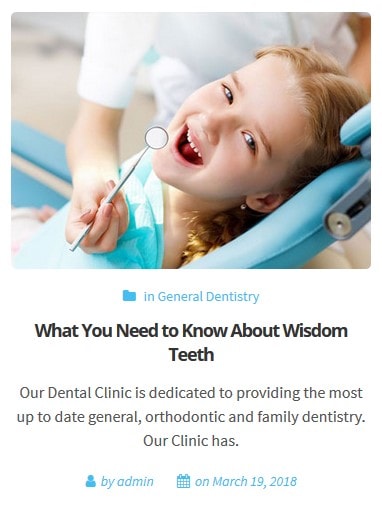 in General Dentistry
What You Need to Know About Wisdom
Teeth
Our Dental Clinic is dedicated to providing the most
up to date general, orthodontic and family dentistry.
Our Clinic has.
by admin on March 19, 2018